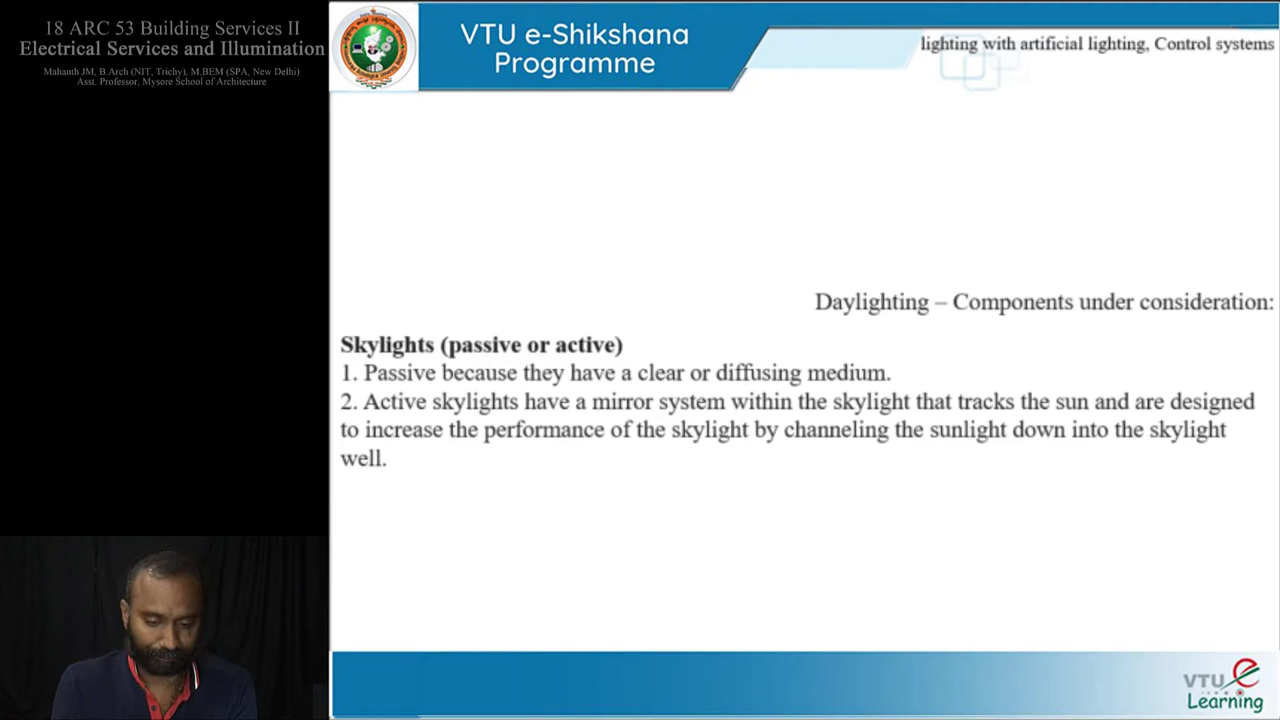 18 ARC 53 Building Services II
Electrical Services and Illumination
Mahanth JM, B.Arch (NIT, Trichy), M.BEM (SPA, New Delhi)
Asst. Professor, Mysore School of Architecture
VTU e-Shikshana
Programme
lighting with artificial lighting, Control systems
Daylighting – Components under consideration:
Skylights (passive or active)
1. Passive because they have a clear or diffusing medium.
2. Active skylights have a mirror system within the skylight that tracks the sun and are designed
to increase the performance of the skylight by channeling the sunlight down into the skylight
well.
VTU e
Learning